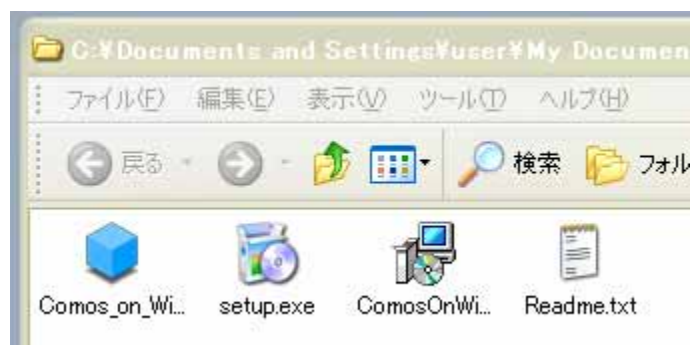 C:¥Documents and Settings¥user¥My Documen
ファイル(F) 編集(E) 表示(V) ツール(T) ヘルプ(H)
戻る 検索 フォル
Comos_on_Wi... setup.exe ComosOnWi... Readme.txt